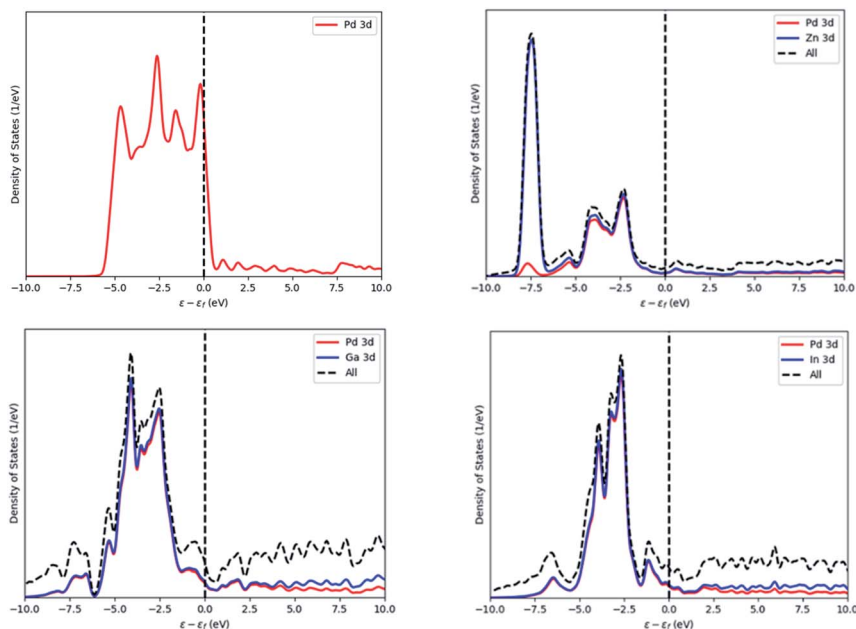 Pd 3d
Density of States (1/eV)
−10.0 −7.5 −5.0 −2.5 0.0 2.5 5.0 7.5 10.0
ε − εf (eV)
Pd 3d
Zn 3d
All
Density of States (1/eV)
−10.0 −7.5 −5.0 −2.5 0.0 2.5 5.0 7.5 10.0
ε − εf (eV)
Pd 3d
Ga 3d
All
Density of States (1/eV)
−10.0 −7.5 −5.0 −2.5 0.0 2.5 5.0 7.5 10.0
ε − εf (eV)
Pd 3d
In 3d
All
Density of States (1/eV)
−10.0 −7.5 −5.0 −2.5 0.0 2.5 5.0 7.5 10.0
ε − εf (eV)